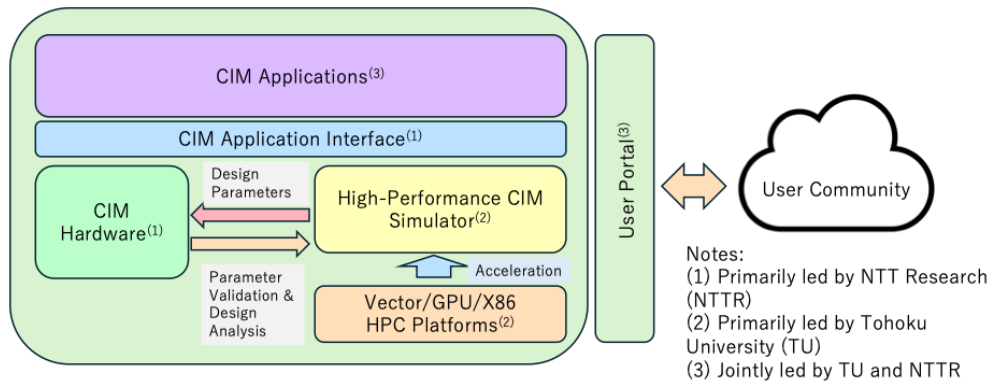 CIM Applications(3)
CIM Application Interface(1)
Design
Parameters
CIM
Hardware(1)
High-Performance CIM
Simulator(2)
Parameter
Validation &
Design
Analysis
Acceleration
Vector/GPU/X86
HPC Platforms(2)
User Portal(3)
User Community
Notes:
(1) Primarily led by NTT Research
(NTTR)
(2) Primarily led by Tohoku
University (TU)
(3) Jointly led by TU and NTTR